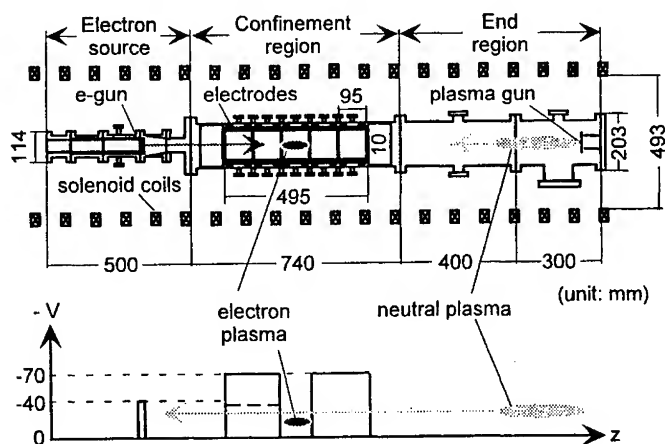 Electron source
Confinement region
End region
e-gun
electrodes
95
plasma gun
114
10
203
493
solenoid coils
495
500
740
400
300
(unit: mm)
electron plasma
neutral plasma
- V
-70
-40
0
z